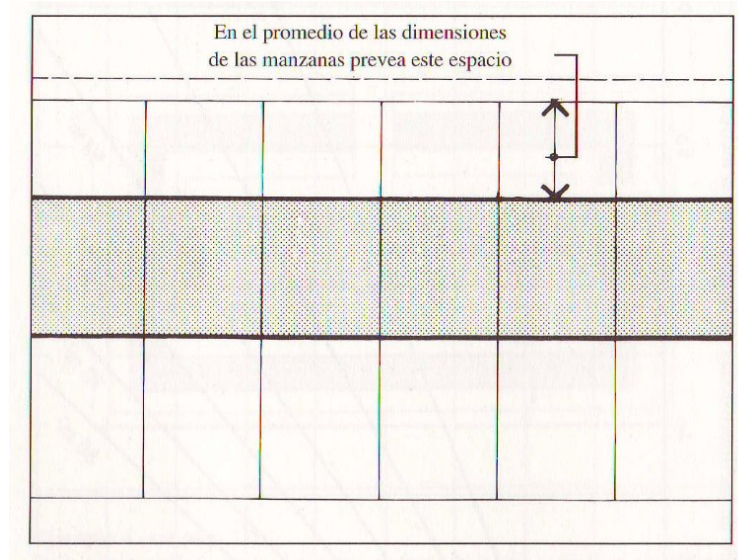 En el promedio de las dimensiones
de las manzanas prevea este espacio